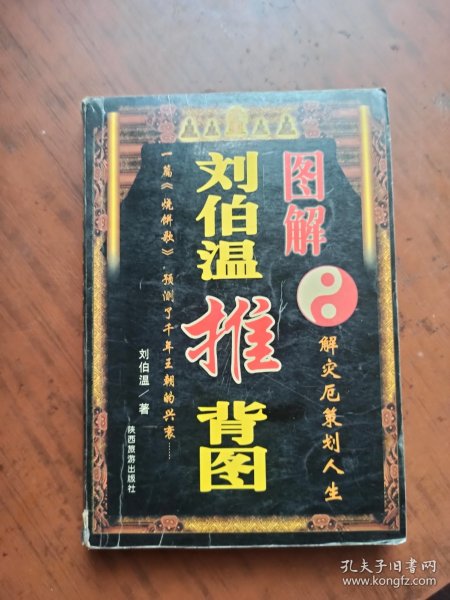 图解
解灾厄策划人生
刘伯温推背图
一篇《烧饼歌》预测了千年王朝的兴衰……
刘伯温/著
陕西旅游出版社
孔夫子旧书网
www.kongfz.com